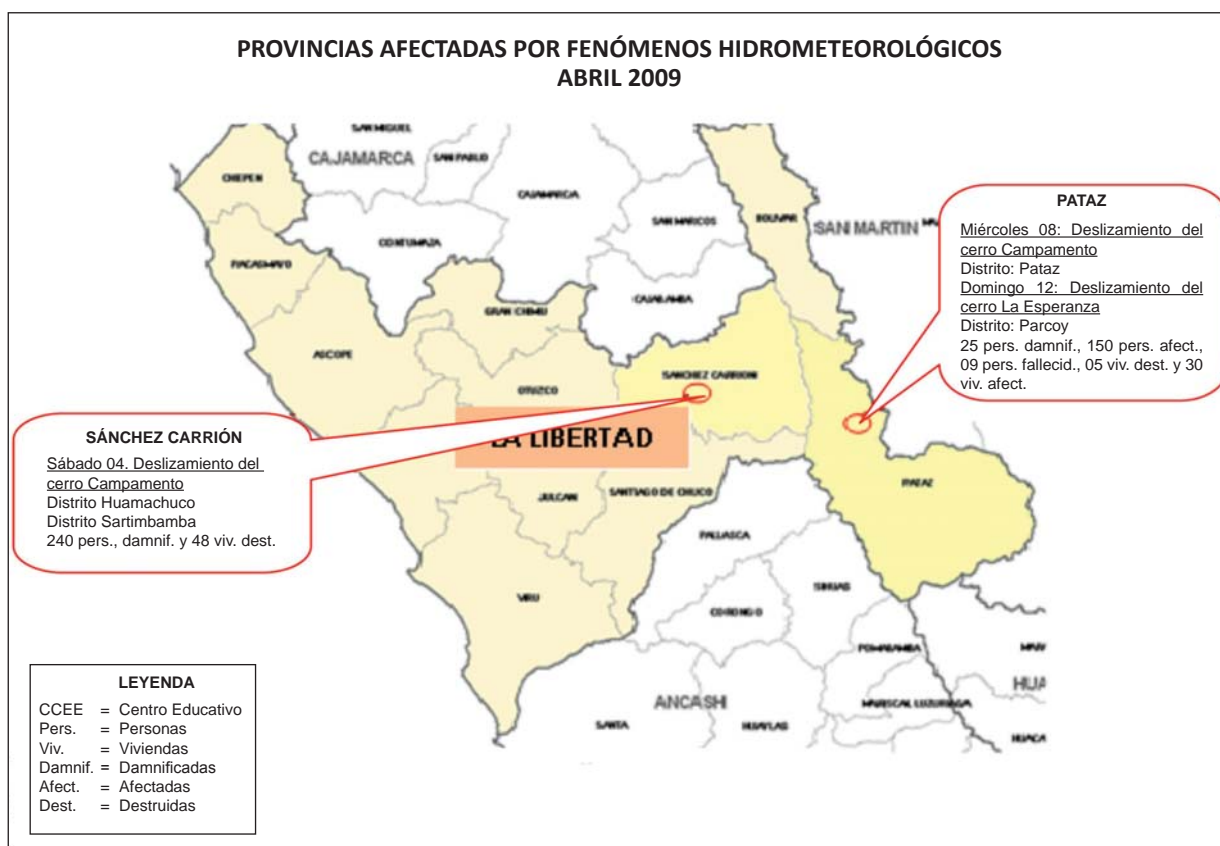 PROVINCIAS AFECTADAS POR FENÓMENOS HIDROMETEOROLÓGICOS
ABRIL 2009
SAN MIGUEL
CAJAMARCA
SAN PABLO
CHEPEN
CAJAMARCA
SAN MARCOS
BOLIVAR
SAN MARTIN
CONTUMAZA
PACASMAYO
CAJABAMBA
GRAN CHIMU
ASCOPE
OTUZCO
SANCHEZ CARRION
LA LIBERTAD
JULCAN
SANTIAGO DE CHUCO
PATAZ
PALLASCA
VIRU
SIHUAS
CORONGO
POMABAMBA
ANCASH
MARISCAL LUZURIAGA
SANTA
HUAYLAS
HUA
HUACA
PATAZ
Miércoles 08: Deslizamiento del
cerro Campamento
Distrito: Pataz
Domingo 12: Deslizamiento del
cerro La Esperanza
Distrito: Parcoy
25 pers. damnif., 150 pers. afect.,
09 pers. fallecid., 05 viv. dest. y 30
viv. afect.
SÁNCHEZ CARRIÓN
Sábado 04. Deslizamiento del
cerro Campamento
Distrito Huamachuco
Distrito Sartimbamba
240 pers., damnif. y 48 viv. dest.
LEYENDA
CCEE = Centro Educativo
Pers. = Personas
Viv. = Viviendas
Damnif. = Damnificadas
Afect. = Afectadas
Dest. = Destruidas